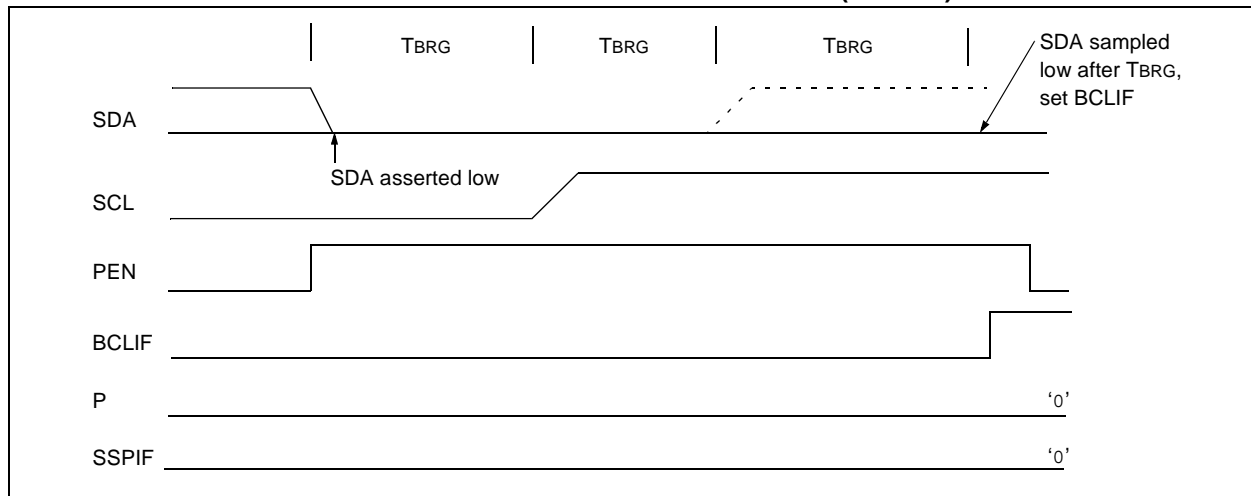 TBRG TBRG TBRG
SDA sampled
low after TBRG,
set BCLIF
SDA
SDA asserted low
SCL
PEN
BCLIF
P
‘0’
SSPIF
‘0’